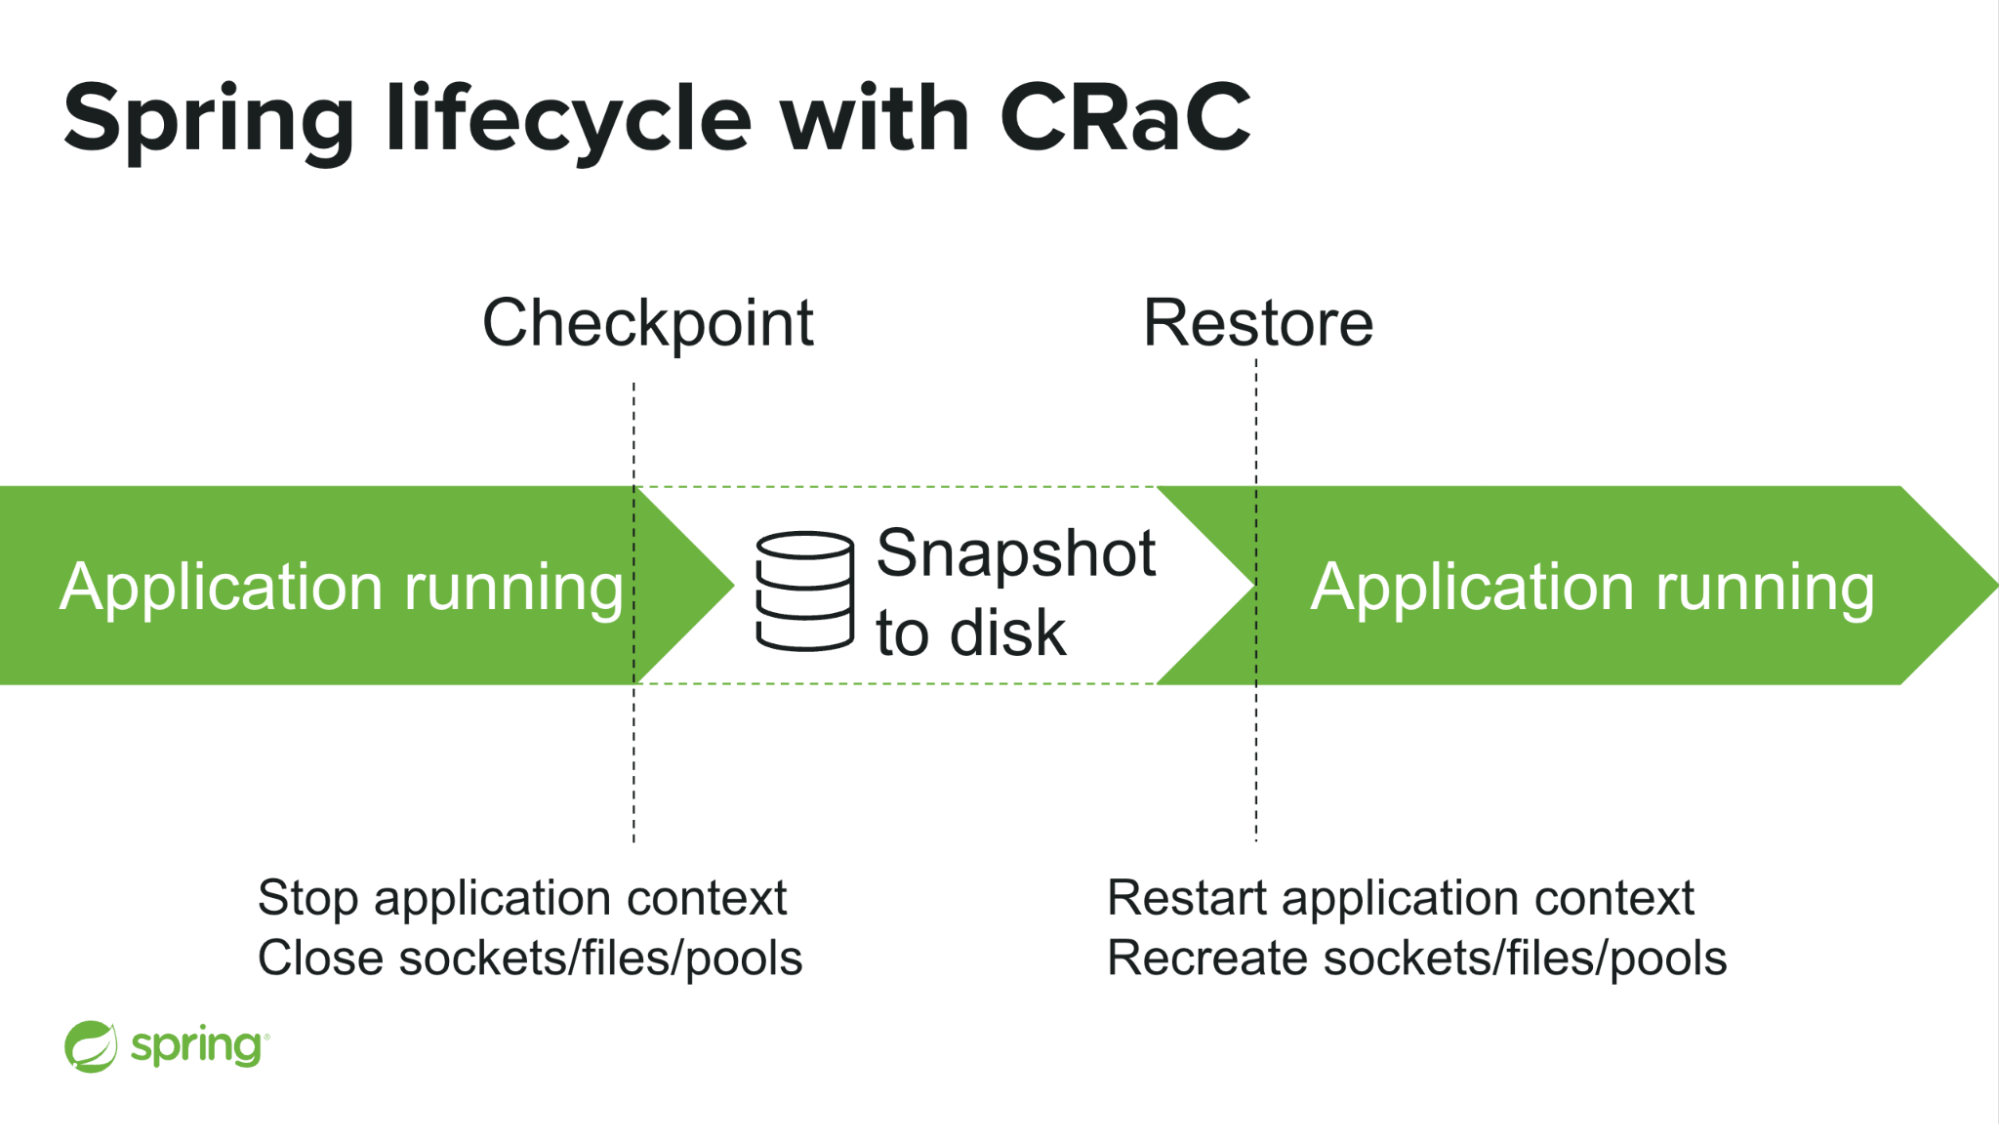 Spring lifecycle with CRaC
Checkpoint
Restore
Application running
Snapshot
to disk
Application running
Stop application context
Close sockets/files/pools
Restart application context
Recreate sockets/files/pools
spring®